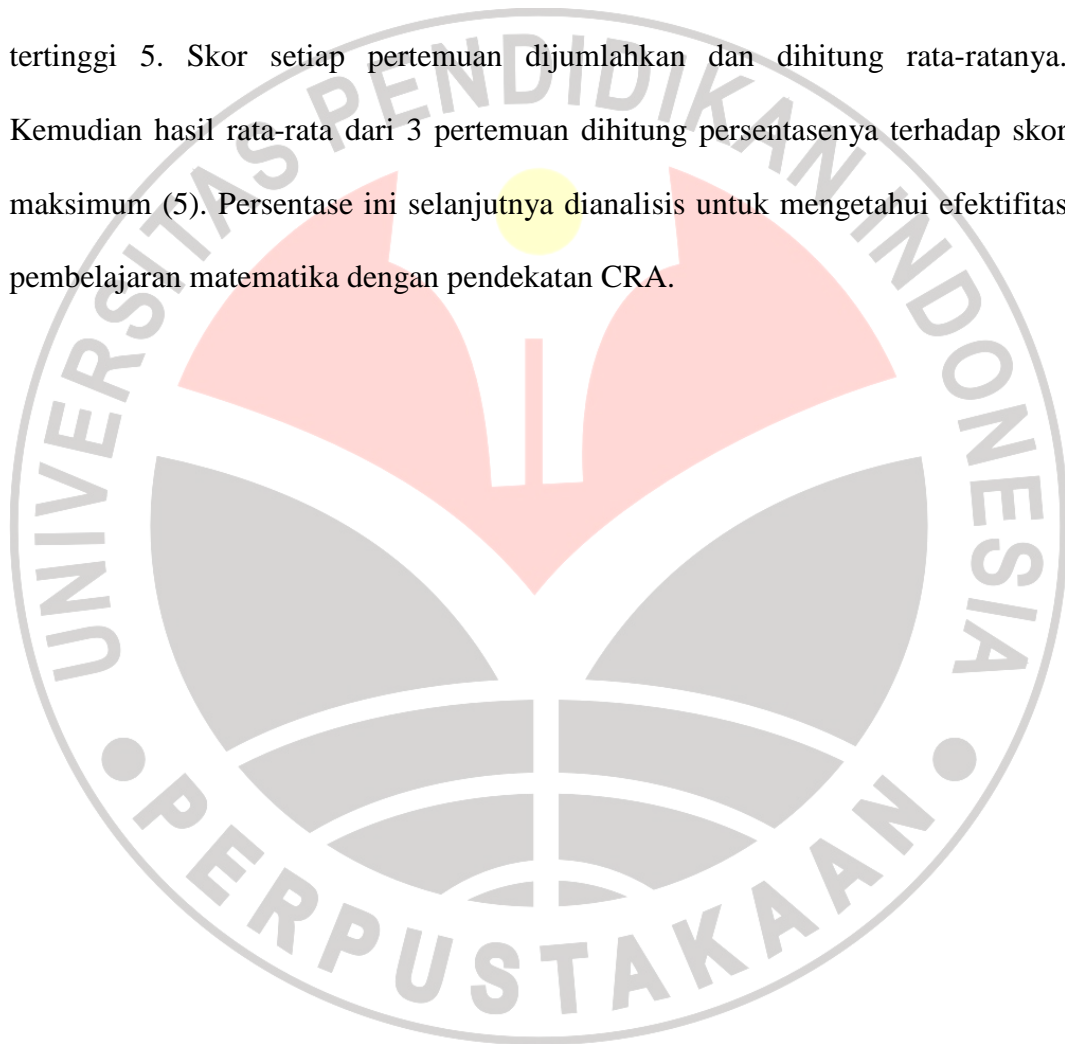 tertinggi 5. Skor setiap pertemuan dijumlahkan dan dihitung rata-ratanya.
Kemudian hasil rata-rata dari 3 pertemuan dihitung persentasenya terhadap skor
maksimum (5). Persentase ini selanjutnya dianalisis untuk mengetahui efektifitas
pembelajaran matematika dengan pendekatan CRA.
UNIVERSITAS PENDIDIKAN INDONESIA
PERPUSTAKAAN